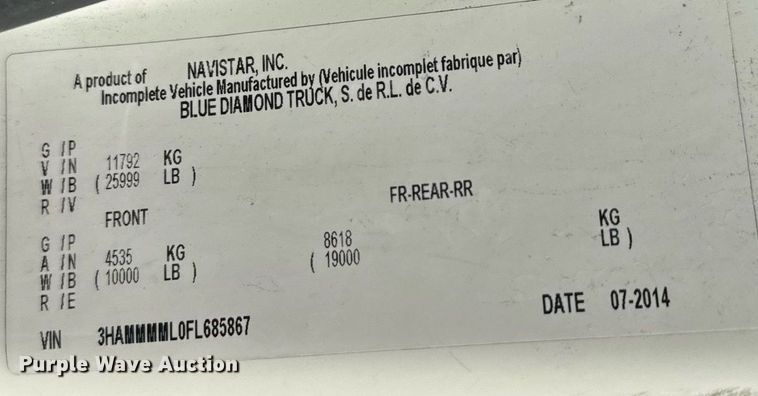 A product of NAVISTAR, INC.
Incomplete Vehicle Manufactured by (Vehicule incomplet fabrique par)
BLUE DIAMOND TRUCK, S. de R.L. de C.V.
G /P
V /N 11792 KG
W /B ( 25999 LB )
R /V
FRONT FR-REAR-RR
G /P
A /N 4535 KG 8618 KG
W /B ( 10000 LB ) ( 19000 LB )
R /E
VIN 3HAMMMML0FL685867 DATE 07-2014
Purple Wave Auction